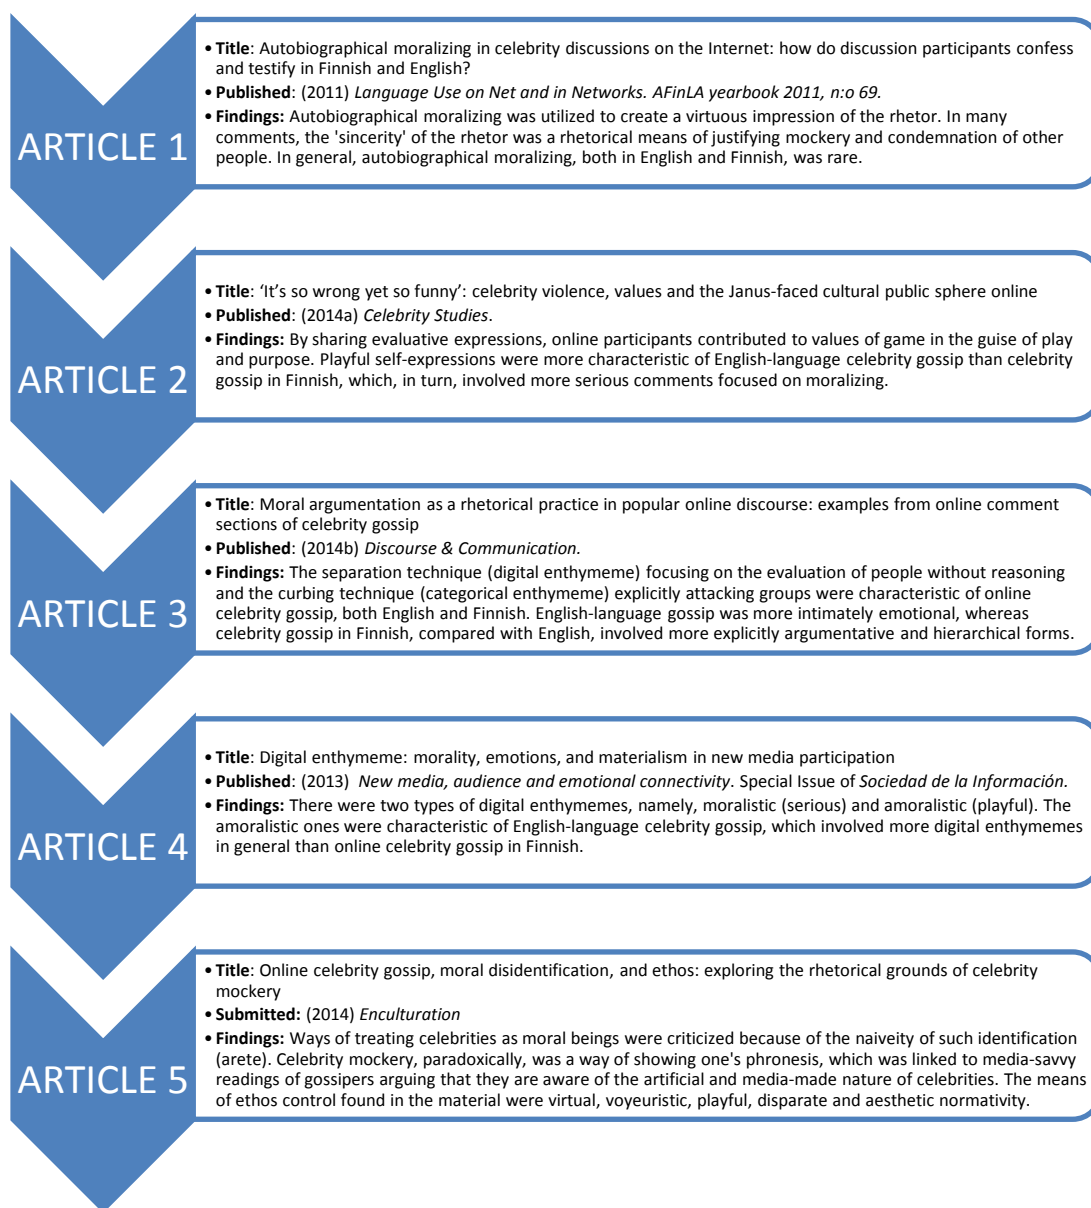 ARTICLE 1
• Title: Autobiographical moralizing in celebrity discussions on the Internet: how do discussion participants confess
and testify in Finnish and English?
• Published: (2011) Language Use on Net and in Networks. AFinLA yearbook 2011, n:o 69.
• Findings: Autobiographical moralizing was utilized to create a virtuous impression of the rhetor. In many
comments, the 'sincerity' of the rhetor was a rhetorical means of justifying mockery and condemnation of other
people. In general, autobiographical moralizing, both in English and Finnish, was rare.
ARTICLE 2
• Title: ‘It’s so wrong yet so funny’: celebrity violence, values and the Janus-faced cultural public sphere online
• Published: (2014a) Celebrity Studies.
• Findings: By sharing evaluative expressions, online participants contributed to values of game in the guise of play
and purpose. Playful self-expressions were more characteristic of English-language celebrity gossip than celebrity
gossip in Finnish, which, in turn, involved more serious comments focused on moralizing.
ARTICLE 3
• Title: Moral argumentation as a rhetorical practice in popular online discourse: examples from online comment
sections of celebrity gossip
• Published: (2014b) Discourse & Communication.
• Findings: The separation technique (digital enthymeme) focusing on the evaluation of people without reasoning
and the curbing technique (categorical enthymeme) explicitly attacking groups were characteristic of online
celebrity gossip, both English and Finnish. English-language gossip was more intimately emotional, whereas
celebrity gossip in Finnish, compared with English, involved more explicitly argumentative and hierarchical forms.
ARTICLE 4
• Title: Digital enthymeme: morality, emotions, and materialism in new media participation
• Published: (2013) New media, audience and emotional connectivity. Special Issue of Sociedad de la Información.
• Findings: There were two types of digital enthymemes, namely, moralistic (serious) and amoralistic (playful). The
amoralistic ones were characteristic of English-language celebrity gossip, which involved more digital enthymemes
in general than online celebrity gossip in Finnish.
ARTICLE 5
• Title: Online celebrity gossip, moral disidentification, and ethos: exploring the rhetorical grounds of celebrity
mockery
• Submitted: (2014) Enculturation
• Findings: Ways of treating celebrities as moral beings were criticized because of the naiveity of such identification
(arete). Celebrity mockery, paradoxically, was a way of showing one's phronesis, which was linked to media-savvy
readings of gossipers arguing that they are aware of the artificial and media-made nature of celebrities. The means
of ethos control found in the material were virtual, voyeuristic, playful, disparate and aesthetic normativity.